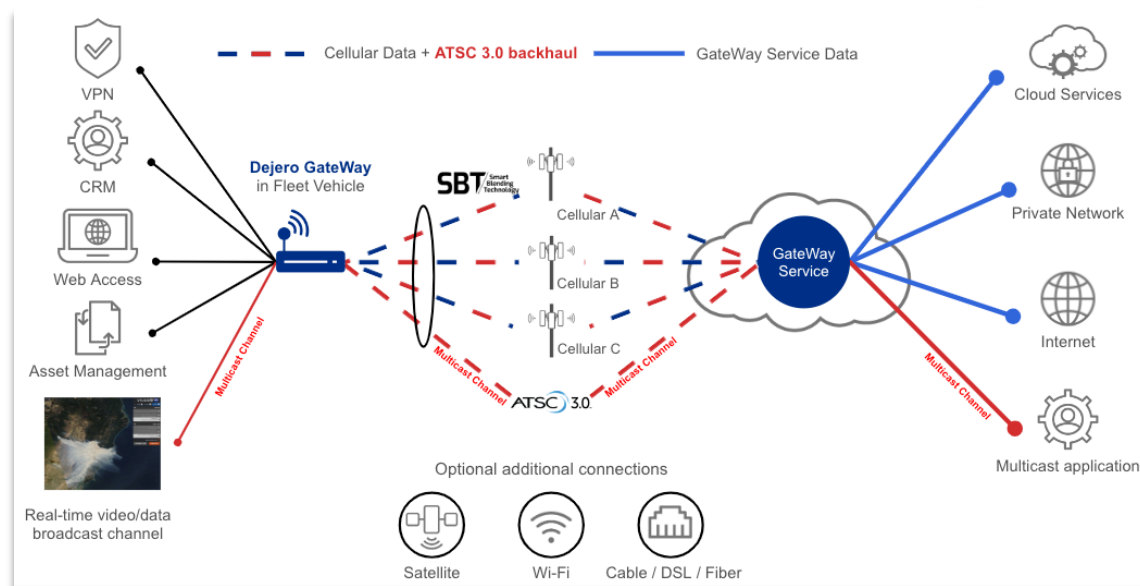 Cellular Data + ATSC 3.0 backhaul
GateWay Service Data
VPN
CRM
Web Access
Asset Management
Real-time video/data
broadcast channel
Multicast Channel
Dejero GateWay
in Fleet Vehicle
SBT Smart
Blending
Technology
Cellular A
Cellular B
Cellular C
Multicast Channel
ATSC 3.0
Multicast Channel
GateWay
Service
Cloud Services
Private Network
Internet
Multicast Channel
Multicast application
Optional additional connections
Satellite
Wi-Fi
Cable / DSL / Fiber